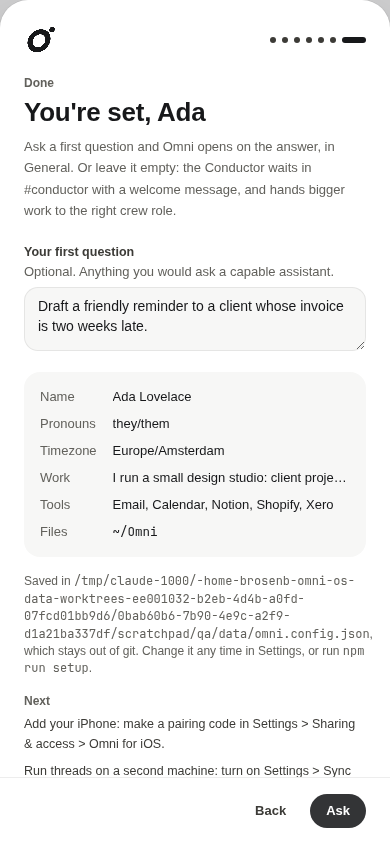 Done
You're set, Ada
Ask a first question and Omni opens on the answer, in
General. Or leave it empty: the Conductor waits in
#conductor with a welcome message, and hands bigger
work to the right crew role.
Your first question
Optional. Anything you would ask a capable assistant.
Draft a friendly reminder to a client whose invoice
is two weeks late.
Name Ada Lovelace
Pronouns they/them
Timezone Europe/Amsterdam
Work I run a small design studio: client proje…
Tools Email, Calendar, Notion, Shopify, Xero
Files ~/Omni
Saved in /tmp/claude-1000/-home-brosenb-omni-os-
data-worktrees-ee001032-b2eb-4d4b-a0fd-
07fcd01bb9d6/0bab60b6-7b90-4e9c-a2f9-
d1a21ba337df/scratchpad/qa/data/omni.config.json,
which stays out of git. Change it any time in Settings, or run npm
run setup.
Next
Add your iPhone: make a pairing code in Settings > Sharing
& access > Omni for iOS.
Run threads on a second machine: turn on Settings > Sync
Back Ask